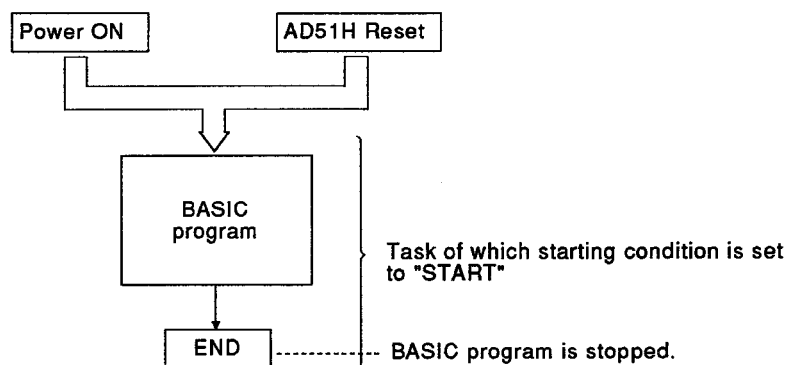 Power ON
AD51H Reset
BASIC
program
Task of which starting condition is set
to "START"
END
BASIC program is stopped.